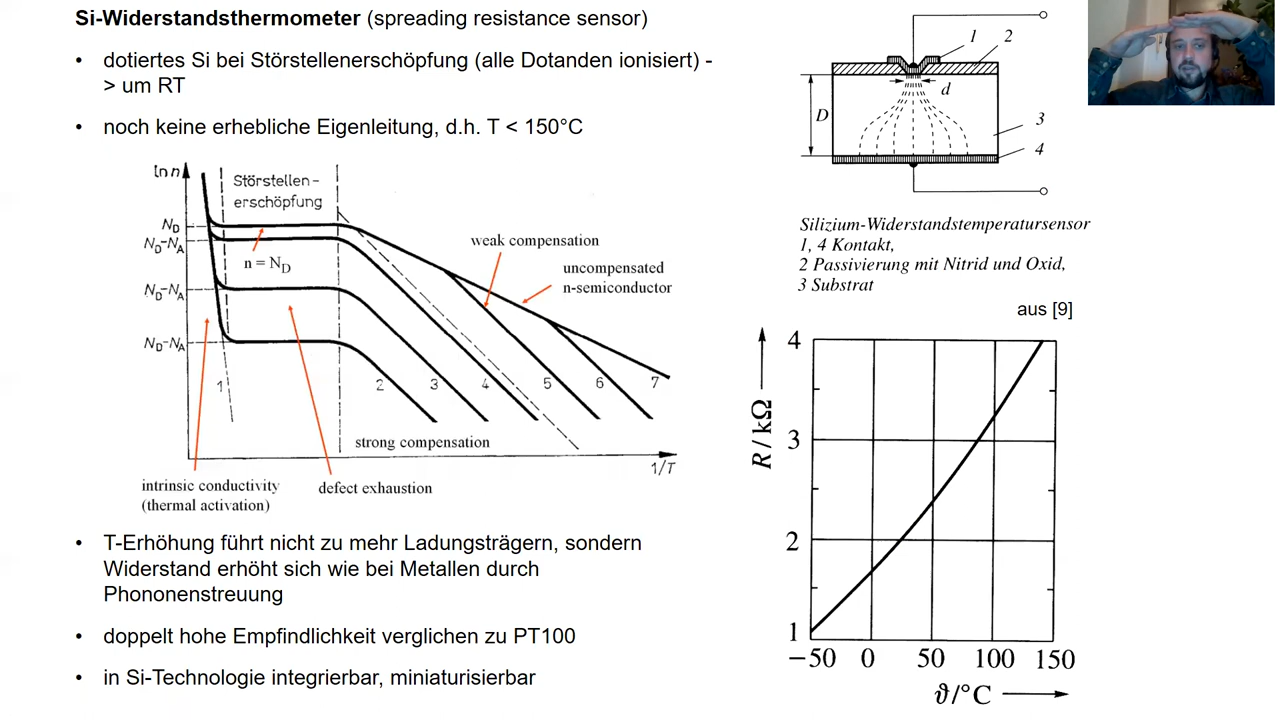 Si-Widerstandsthermometer (spreading resistance sensor)
• dotiertes Si bei Störstellenerschöpfung (alle Dotanden ionisiert) -
> um RT
• noch keine erhebliche Eigenleitung, d.h. T < 150°C
ln n
Störstellen-
erschöpfung
N_D
N_D-N_A
n = N_D
N_D-N_A
N_D-N_A
weak compensation
uncompensated
n-semiconductor
1
2
3
4
5
6
7
strong compensation
1/T
intrinsic conductivity
(thermal activation)
defect exhaustion
• T-Erhöhung führt nicht zu mehr Ladungsträgern, sondern
Widerstand erhöht sich wie bei Metallen durch
Phononenstreuung
• doppelt hohe Empfindlichkeit verglichen zu PT100
• in Si-Technologie integrierbar, miniaturisierbar
1
2
d
D
3
4
Silizium-Widerstandstemperatursensor
1, 4 Kontakt,
2 Passivierung mit Nitrid und Oxid,
3 Substrat
aus [9]
R/kΩ
4
3
2
1
−50 0 50 100 150
ϑ/°C